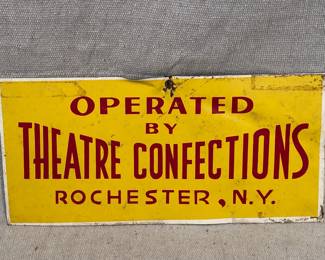 OPERATED
BY
THEATRE CONFECTIONS
ROCHESTER, N.Y.